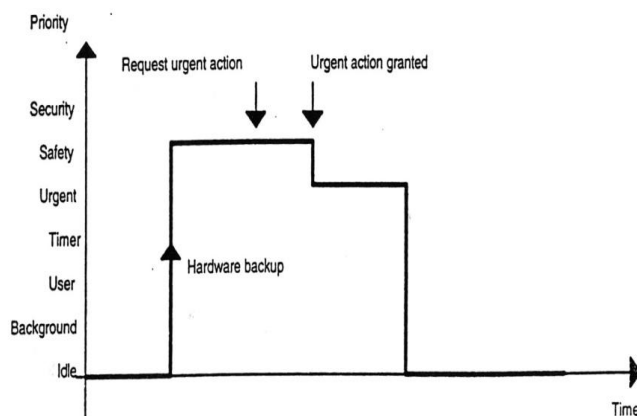 Priority
Request urgent action
Urgent action granted
Security
Safety
Urgent
Timer
Hardware backup
User
Background
Idle
Time